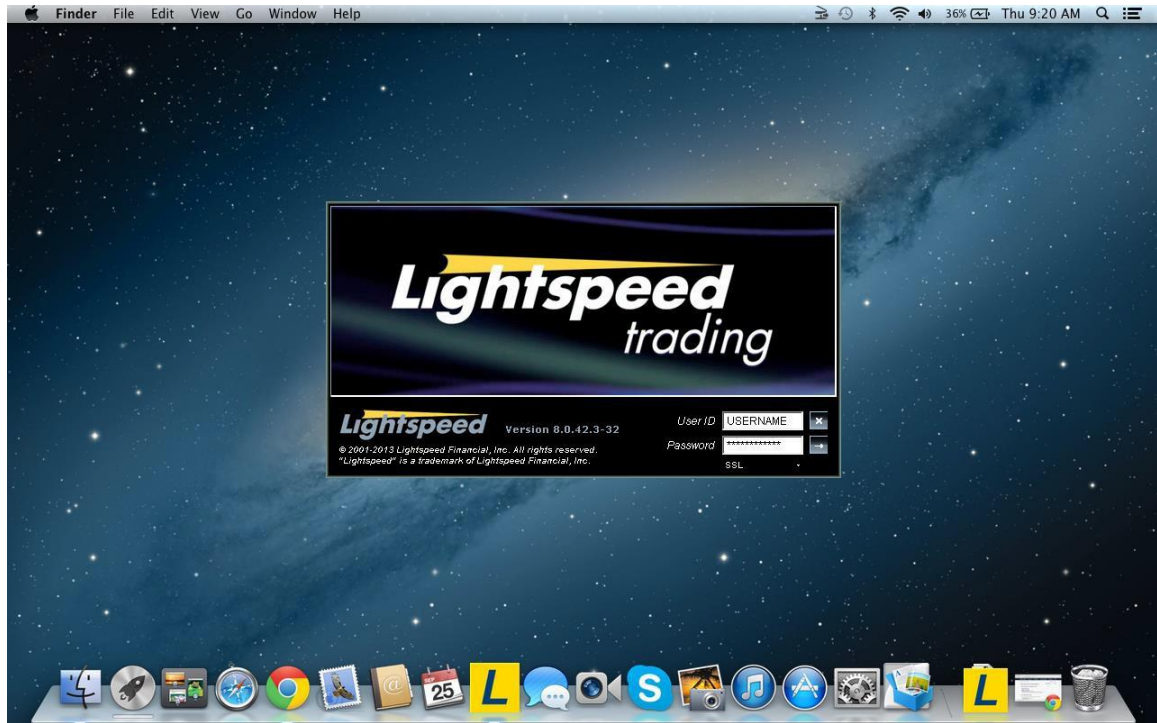 Finder File Edit View Go Window Help 36% Thu 9:20 AM
Lightspeed
trading
Lightspeed Version 8.0.42.3-32
© 2001-2013 Lightspeed Financial, Inc. All rights reserved.
"Lightspeed" is a trademark of Lightspeed Financial, Inc.
User ID USERNAME
Password ************
SSL
SEP
25
L
S
L